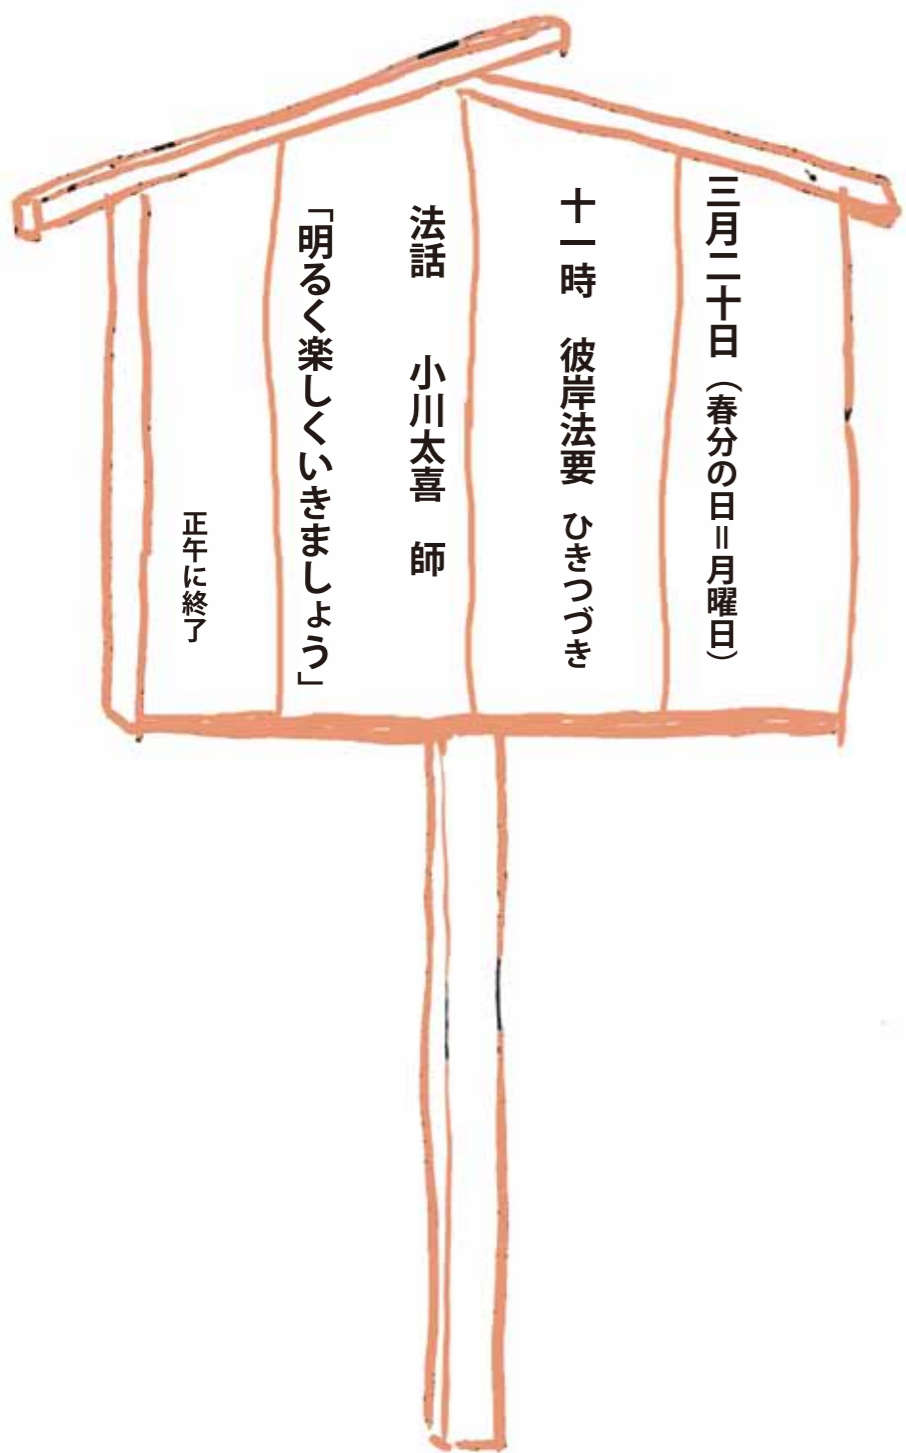 三月二十日（春分の日＝月曜日）
十一時　彼岸法要　ひきつづき
法話　　小川太喜　師
「明るく楽しくいきましょう」
正午に終了